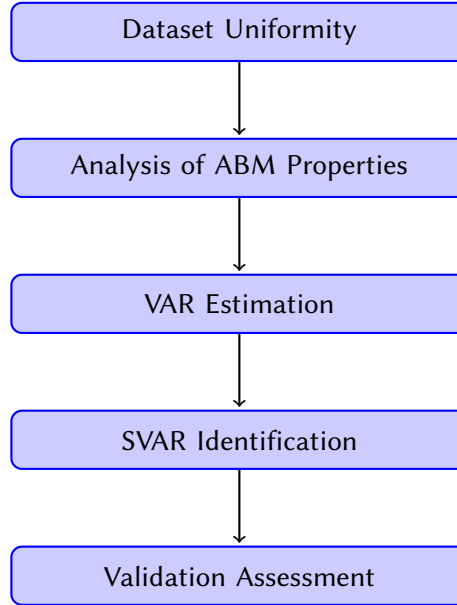 Dataset Uniformity
Analysis of ABM Properties
VAR Estimation
SVAR Identification
Validation Assessment